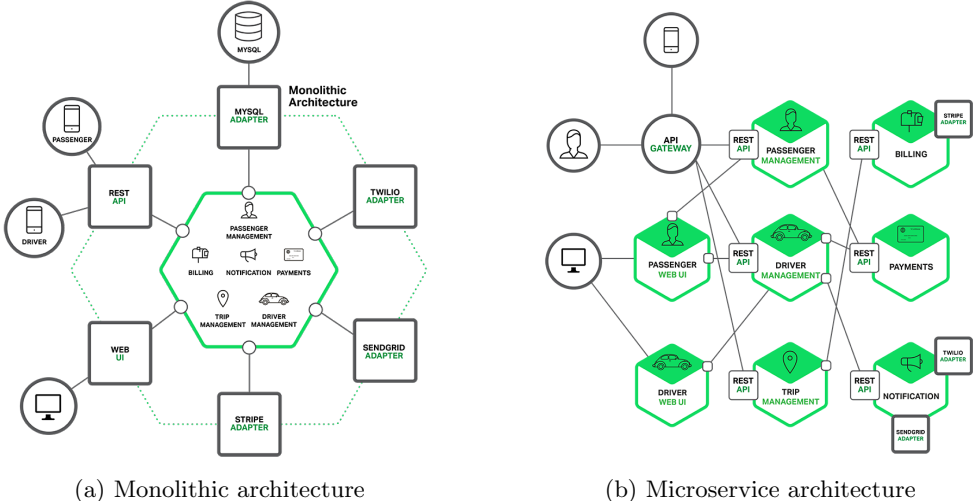 MYSQL
Monolithic
Architecture
MYSQL
ADAPTER
PASSENGER
REST
API
TWILIO
ADAPTER
DRIVER
PASSENGER
MANAGEMENT
BILLING
NOTIFICATION
PAYMENTS
TRIP
MANAGEMENT
DRIVER
MANAGEMENT
WEB
UI
SENDGRID
ADAPTER
STRIPE
ADAPTER
(a) Monolithic architecture
API
GATEWAY
REST
API
PASSENGER
MANAGEMENT
REST
API
BILLING
STRIPE
ADAPTER
PASSENGER
WEB UI
REST
API
DRIVER
MANAGEMENT
REST
API
PAYMENTS
DRIVER
WEB UI
REST
API
TRIP
MANAGEMENT
REST
API
NOTIFICATION
TWILIO
ADAPTER
SENDGRID
ADAPTER
(b) Microservice architecture